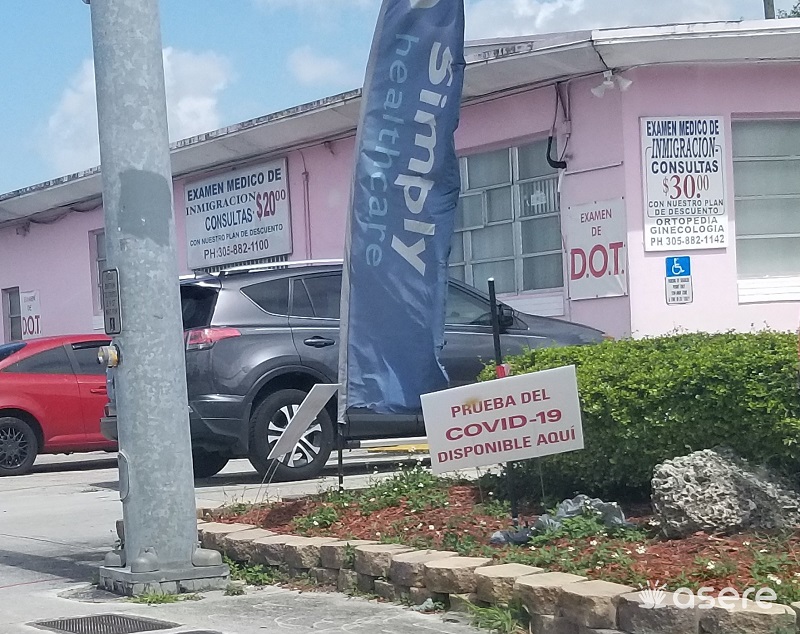 simply
healthcare
EXAMEN MEDICO DE
INMIGRACION
CONSULTAS $20.00
CON NUESTRO PLAN DE DESCUENTO
PH: 305-882-1100
EXAMEN MEDICO DE
INMIGRACION
CONSULTAS
$30.00
CON NUESTRO PLAN
DE DESCUENTO
ORTOPEDIA
GINECOLOGIA
PH 305-882-1142
EXAMEN
DE
D.O.T.
DOT.
PRUEBA DEL
COVID-19
DISPONIBLE AQUÍ
asere